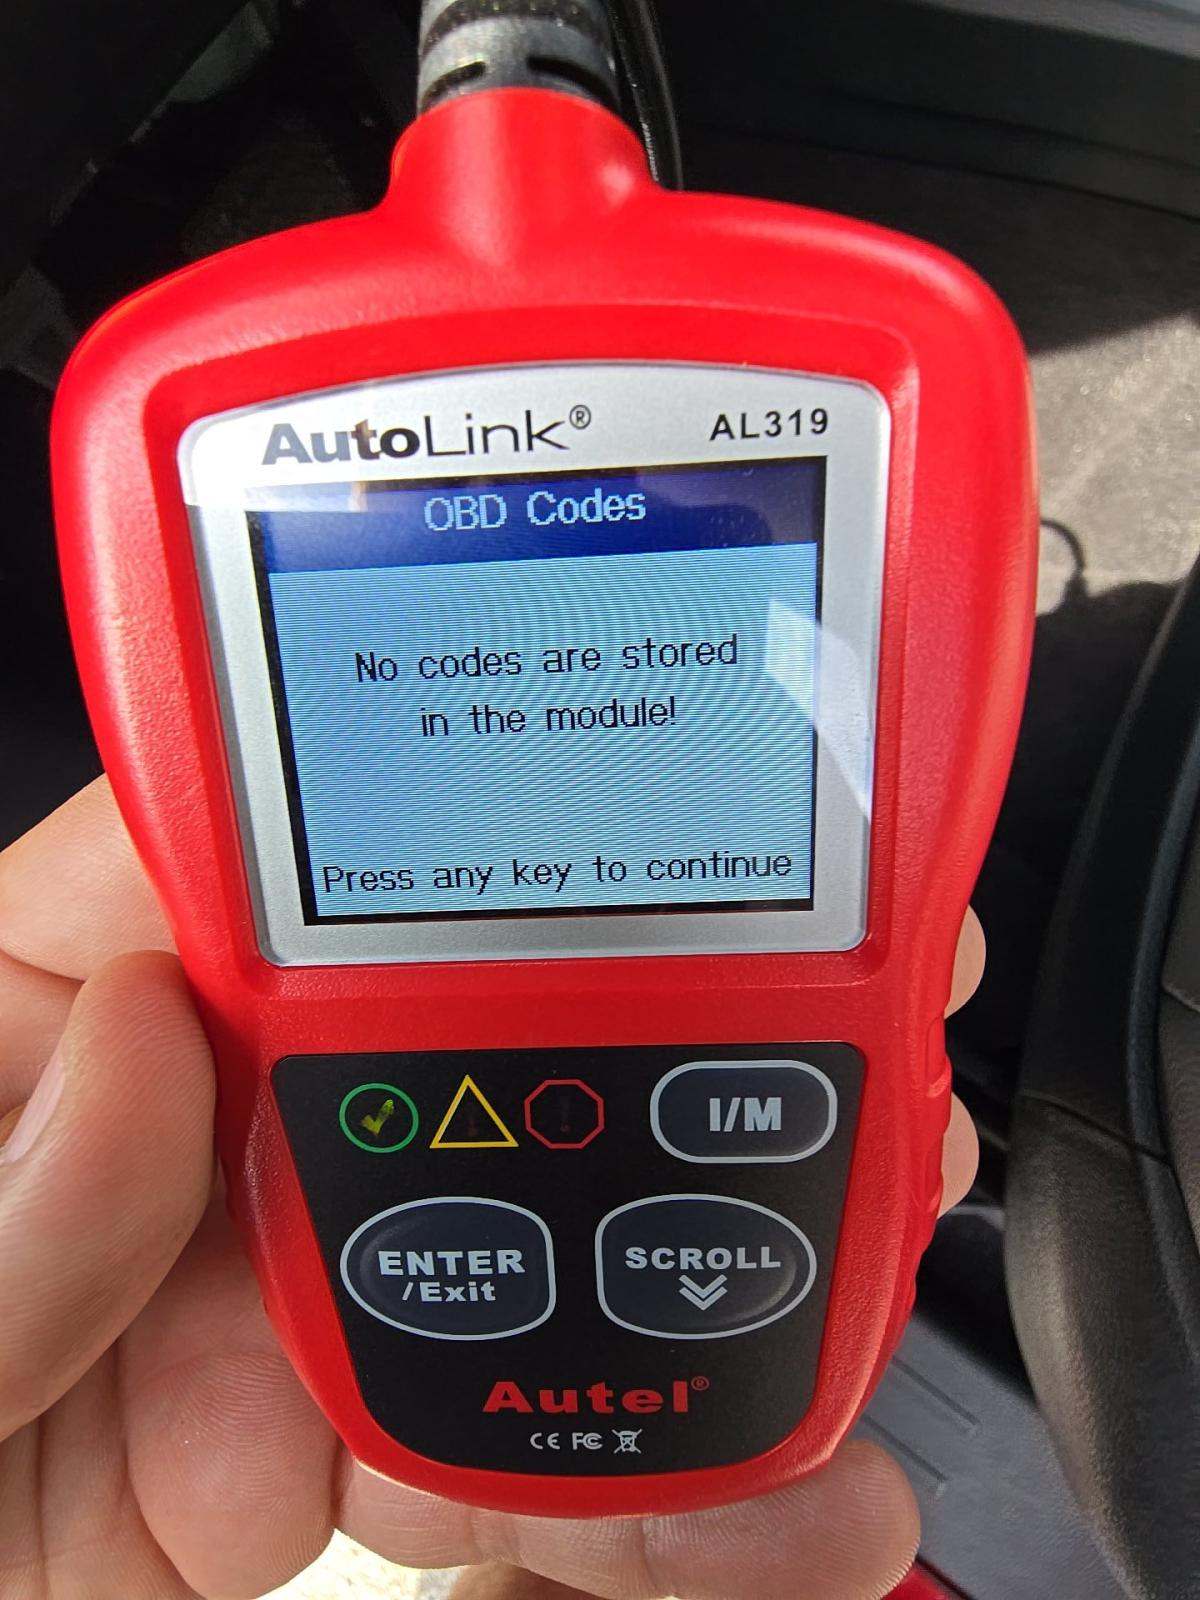 AutoLink® AL319
OBD Codes
No codes are stored
in the module!
Press any key to continue
I/M
ENTER
/Exit
SCROLL
Autel®
CE FC